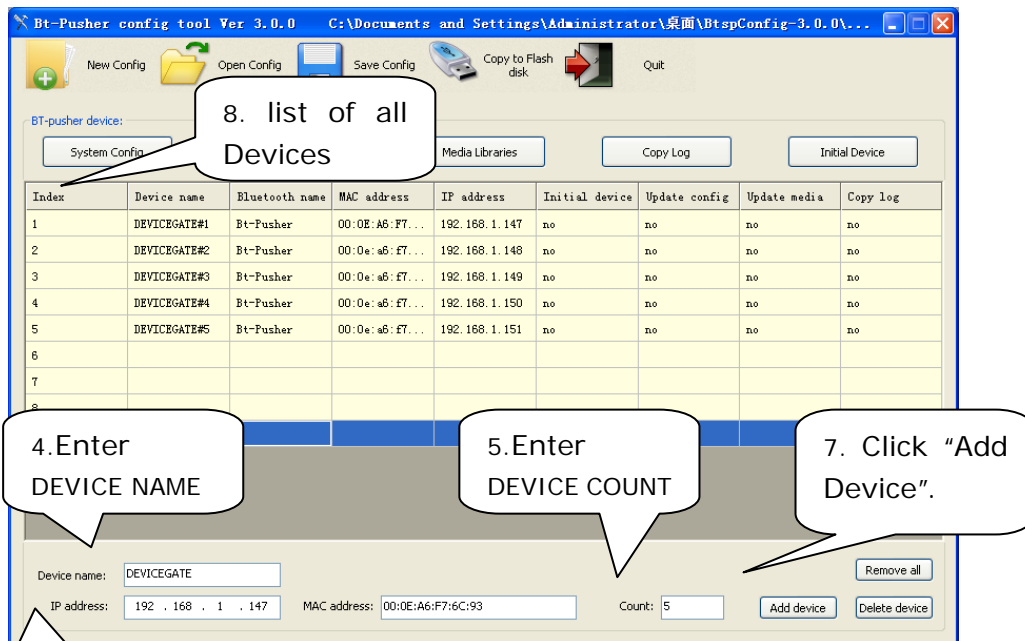 Bt-Pusher config tool Ver 3.0.0 C:\Documents and Settings\Administrator\桌面\BtspConfig-3.0.0\...
New Config Open Config Save Config Copy to Flash disk Quit
8. list of all
Devices
BT-pusher device:
System Config Media Libraries Copy Log Initial Device
Index Device name Bluetooth name MAC address IP address Initial device Update config Update media Copy log
1 DEVICEGATE#1 Bt-Pusher 00:0E:A6:F7... 192.168.1.147 no no no no
2 DEVICEGATE#2 Bt-Pusher 00:0e:a6:f7... 192.168.1.148 no no no no
3 DEVICEGATE#3 Bt-Pusher 00:0e:a6:f7... 192.168.1.149 no no no no
4 DEVICEGATE#4 Bt-Pusher 00:0e:a6:f7... 192.168.1.150 no no no no
5 DEVICEGATE#5 Bt-Pusher 00:0e:a6:f7... 192.168.1.151 no no no no
6
7
8
4.Enter
DEVICE NAME
5.Enter
DEVICE COUNT
7. Click “Add
Device”.
Device name: DEVICEGATE Remove all
IP address: 192 . 168 . 1 . 147 MAC address: 00:0E:A6:F7:6C:93 Count: 5 Add device Delete device